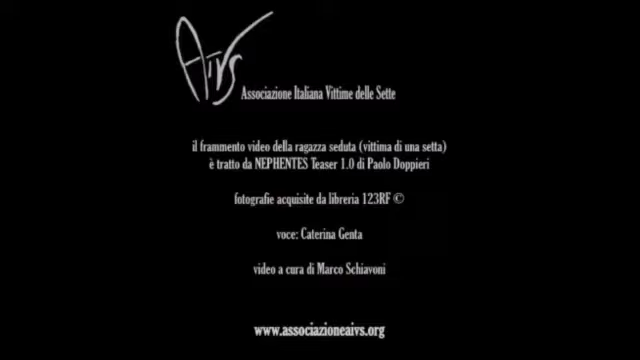 AIVS
Associazione Italiana Vittime delle Sette
il frammento video della ragazza seduta (vittima di una setta)
è tratto da NEPHENTES Teaser 1.0 di Paolo Doppieri
fotografie acquisite da libreria 123RF ©
voce: Caterina Genta
video a cura di Marco Schiavoni
www.associazioneaivs.org